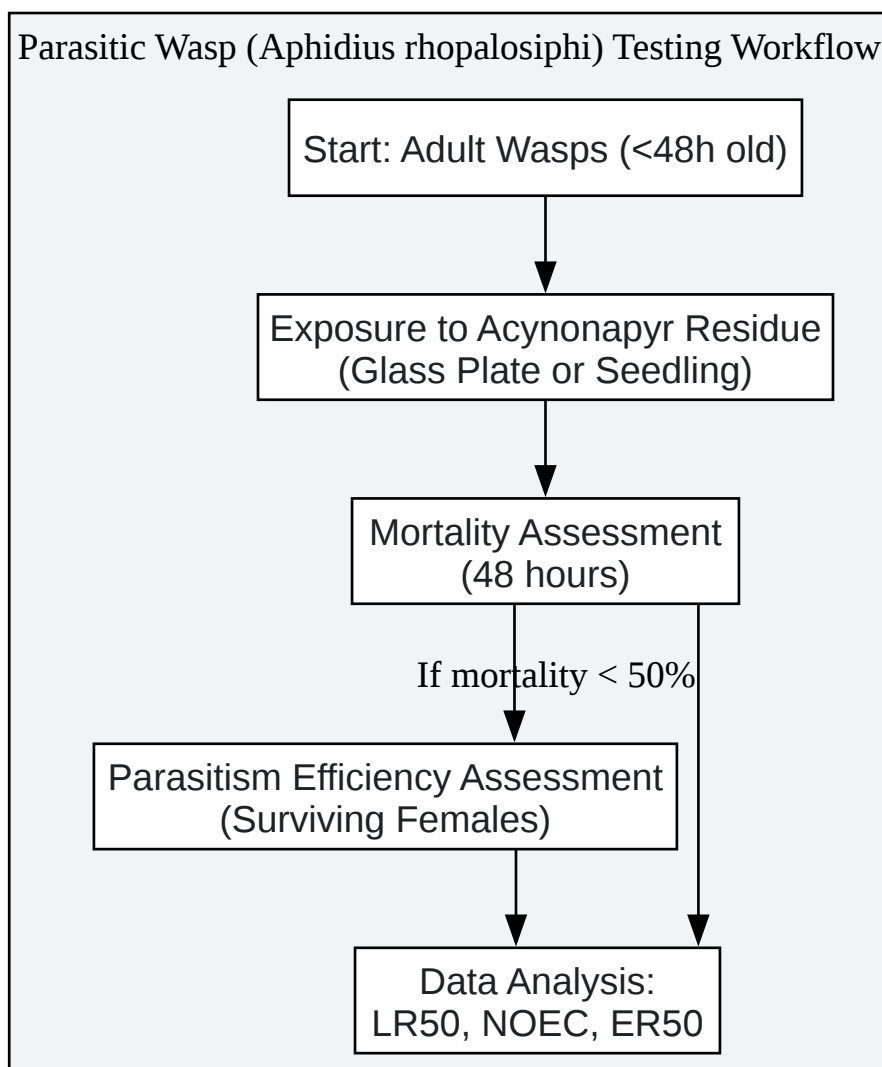 Parasitic Wasp (Aphidius rhopalosiphi) Testing Workflow
Start: Adult Wasps (<48h old)
Exposure to Acynonapyr Residue
(Glass Plate or Seedling)
Mortality Assessment
(48 hours)
If mortality < 50%
Parasitism Efficiency Assessment
(Surviving Females)
Data Analysis:
LR50, NOEC, ER50